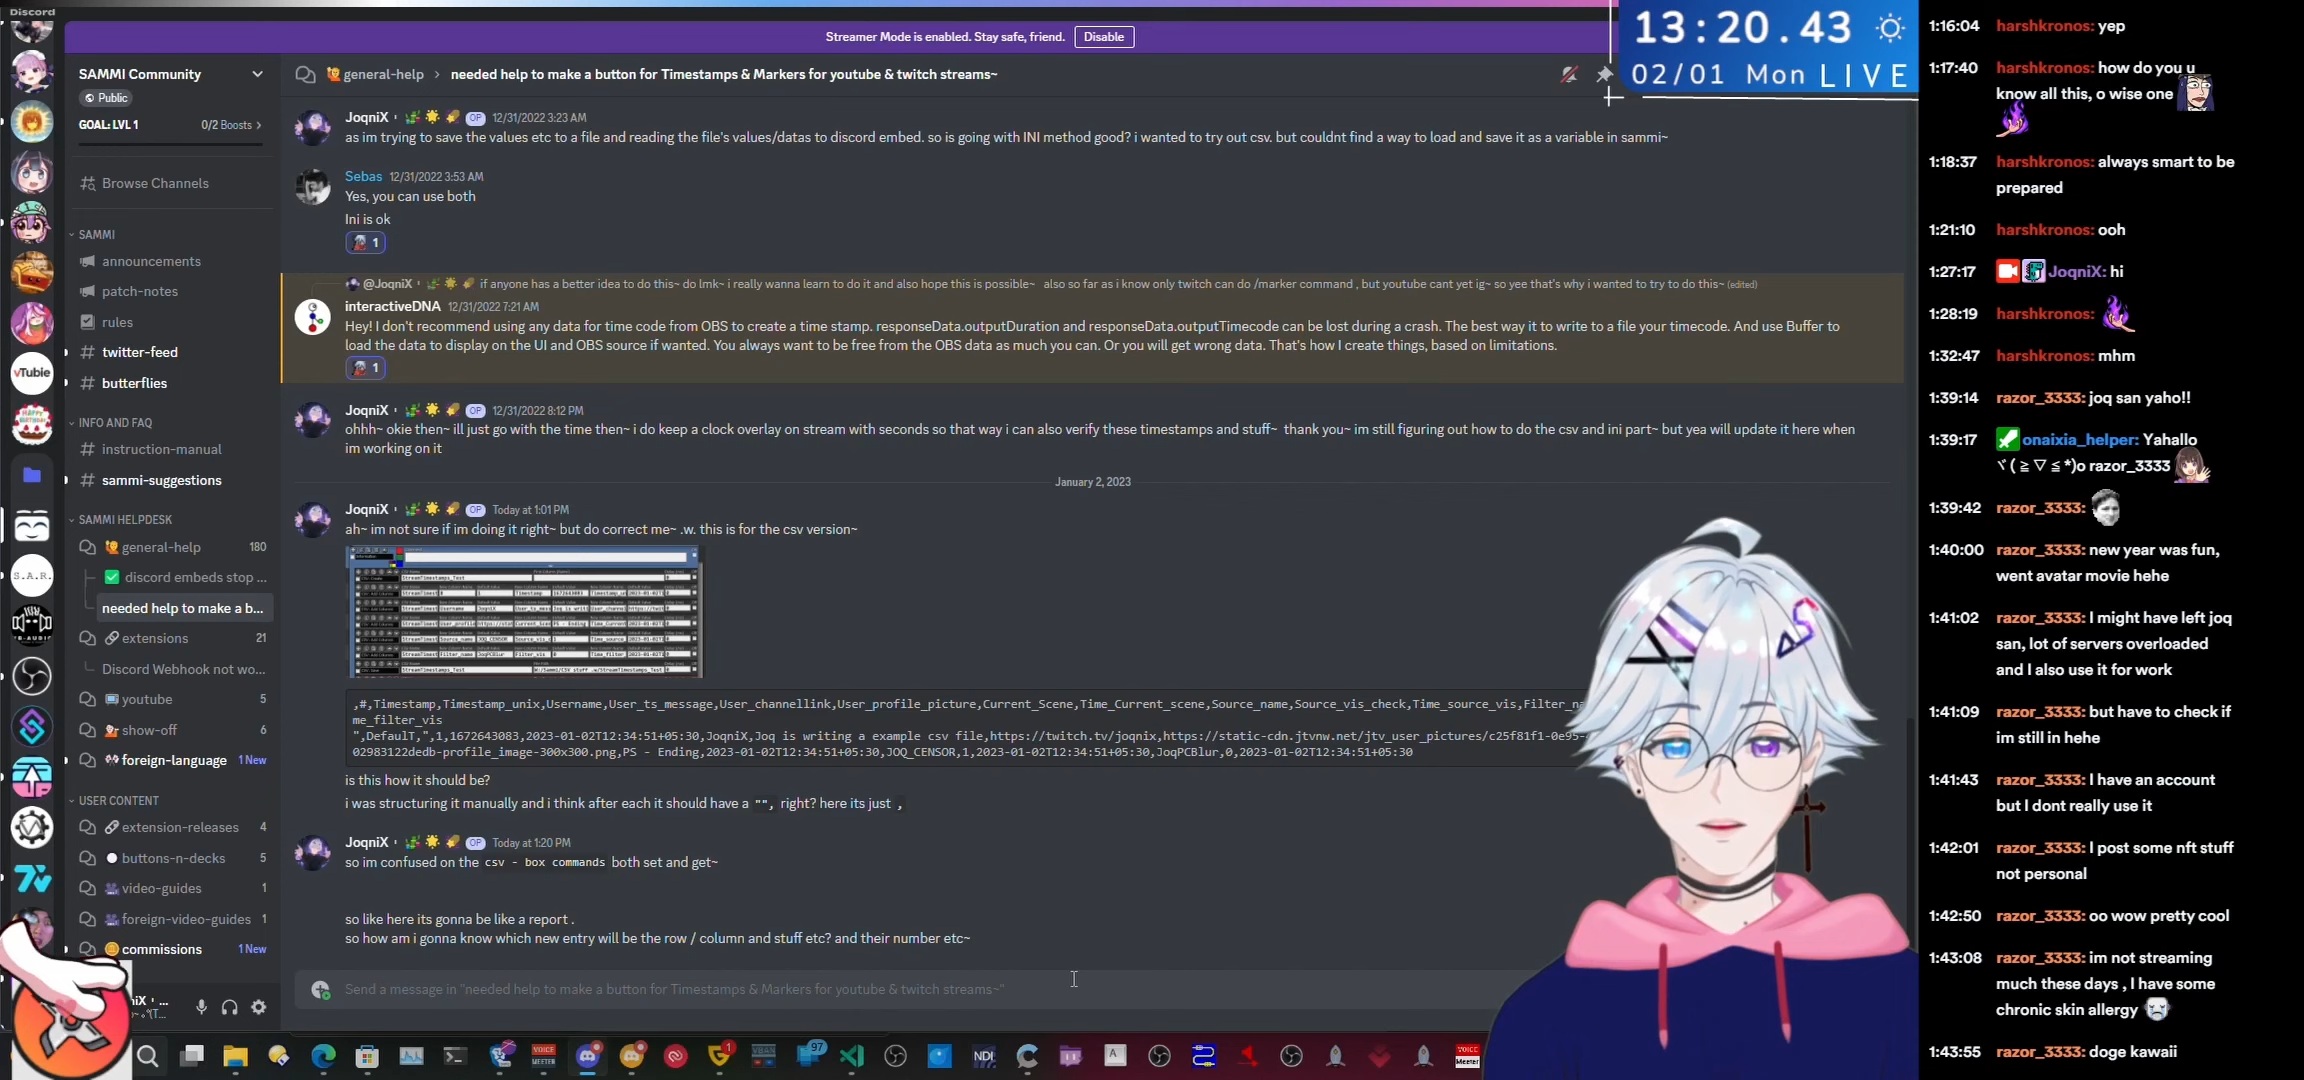 Discord
Streamer Mode is enabled. Stay safe, friend. Disable
13:20.43
02/01 Mon LIVE
SAMMI Community
Public
GOAL: LVL 1 0/2 Boosts >
Browse Channels
SAMMI
announcements
patch-notes
rules
twitter-feed
butterflies
INFO AND FAQ
instruction-manual
sammi-suggestions
SAMMI HELPDESK
general-help 180
discord embeds stop ...
needed help to make a b...
extensions 21
Discord Webhook not wo...
youtube 5
show-off 6
foreign-language 1 New
USER CONTENT
extension-releases 4
buttons-n-decks 5
video-guides 1
foreign-video-guides 1
commissions 1 New
vTubie
HAPPY BIRTHDAY
S.A.R.
general-help > needed help to make a button for Timestamps & Markers for youtube & twitch streams~
JoqniX OP 12/31/2022 3:23 AM
as im trying to save the values etc to a file and reading the file's values/datas to discord embed. so is going with INI method good? i wanted to try out csv. but couldnt find a way to load and save it as a variable in sammi~
Sebas 12/31/2022 3:53 AM
Yes, you can use both
Ini is ok
1
@JoqniX if anyone has a better idea to do this~ do lmk~ i really wanna learn to do it and also hope this is possible~ also so far as i know only twitch can do /marker command , but youtube cant yet ig~ so yee that's why i wanted to try to do this~ (edited)
interactiveDNA 12/31/2022 7:21 AM
Hey! I don't recommend using any data for time code from OBS to create a time stamp. responseData.outputDuration and responseData.outputTimecode can be lost during a crash. The best way it to write to a file your timecode. And use Buffer to
load the data to display on the UI and OBS source if wanted. You always want to be free from the OBS data as much you can. Or you will get wrong data. That's how I create things, based on limitations.
1
JoqniX OP 12/31/2022 8:12 PM
ohhh~ okie then~ ill just go with the time then~ i do keep a clock overlay on stream with seconds so that way i can also verify these timestamps and stuff~ thank you~ im still figuring out how to do the csv and ini part~ but yea will update it here when
im working on it
January 2, 2023
JoqniX OP Today at 1:01 PM
ah~ im not sure if im doing it right~ but do correct me~ .w. this is for the csv version~
,#,Timestamp,Timestamp_unix,Username,User_ts_message,User_channellink,User_profile_picture,Current_Scene,Time_Current_scene,Source_name,Source_vis_check,Time_source_vis,Filter_na
me_filter_vis
",DefaulT,",1,1672643083,2023-01-02T12:34:51+05:30,JoqniX,Joq is writing a example csv file,https://twitch.tv/joqnix,https://static-cdn.jtvnw.net/jtv_user_pictures/c25f81f1-0e95-
02983122dedb-profile_image-300x300.png,PS - Ending,2023-01-02T12:34:51+05:30,JOQ_CENSOR,1,2023-01-02T12:34:51+05:30,JoqPCBlur,0,2023-01-02T12:34:51+05:30
is this how it should be?
i was structuring it manually and i think after each it should have a "", right? here its just ,
JoqniX OP Today at 1:20 PM
so im confused on the csv - box commands both set and get~
so like here its gonna be like a report .
so how am i gonna know which new entry will be the row / column and stuff etc? and their number etc~
Send a message in "needed help to make a button for Timestamps & Markers for youtube & twitch streams~"
1:16:04 harshkronos: yep
1:17:40 harshkronos: how do you u
know all this, o wise one
1:18:37 harshkronos: always smart to be
prepared
1:21:10 harshkronos: ooh
1:27:17 JoqniX: hi
1:28:19 harshkronos:
1:32:47 harshkronos: mhm
1:39:14 razor_3333: joq san yaho!!
1:39:17 onaixia_helper: Yahallo
ヾ(≧▽≦*)o razor_3333
1:39:42 razor_3333:
1:40:00 razor_3333: new year was fun,
went avatar movie hehe
1:41:02 razor_3333: I might have left joq
san, lot of servers overloaded
and I also use it for work
1:41:09 razor_3333: but have to check if
im still in hehe
1:41:43 razor_3333: I have an account
but I dont really use it
1:42:01 razor_3333: I post some nft stuff
not personal
1:42:50 razor_3333: oo wow pretty cool
1:43:08 razor_3333: im not streaming
much these days , I have some
chronic skin allergy
1:43:55 razor_3333: doge kawaii
97
NDI
VOICE